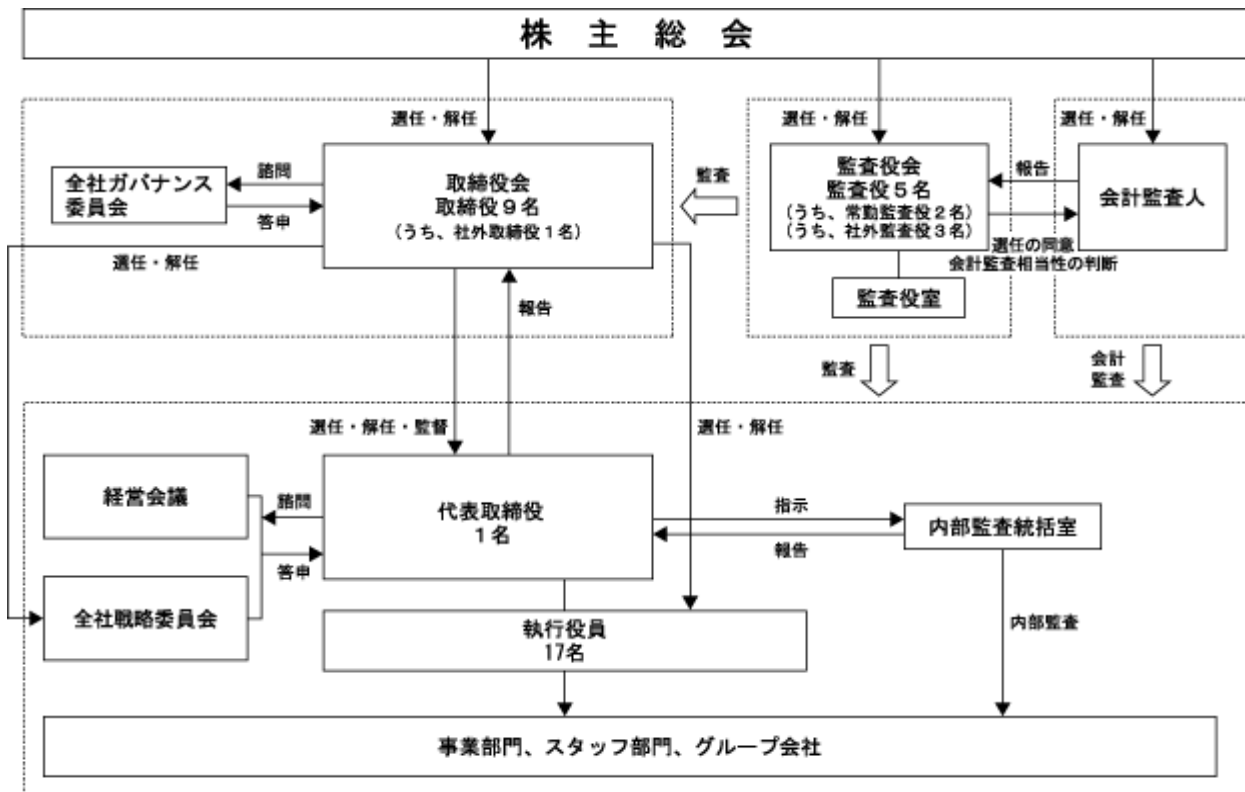 株主総会
選任・解任
選任・解任
選任・解任
全社ガバナンス
委員会
諮問
答申
取締役会
取締役9名
(うち、社外取締役1名)
監査
監査役会
監査役5名
(うち、常勤監査役2名)
(うち、社外監査役3名)
報告
会計監査人
選任の同意
会計監査相当性の判断
監査役室
選任・解任
報告
監査
会計
監査
選任・解任・監督
選任・解任
経営会議
諮問
答申
全社戦略委員会
代表取締役
1名
指示
報告
内部監査統括室
執行役員
17名
内部監査
事業部門、スタッフ部門、グループ会社